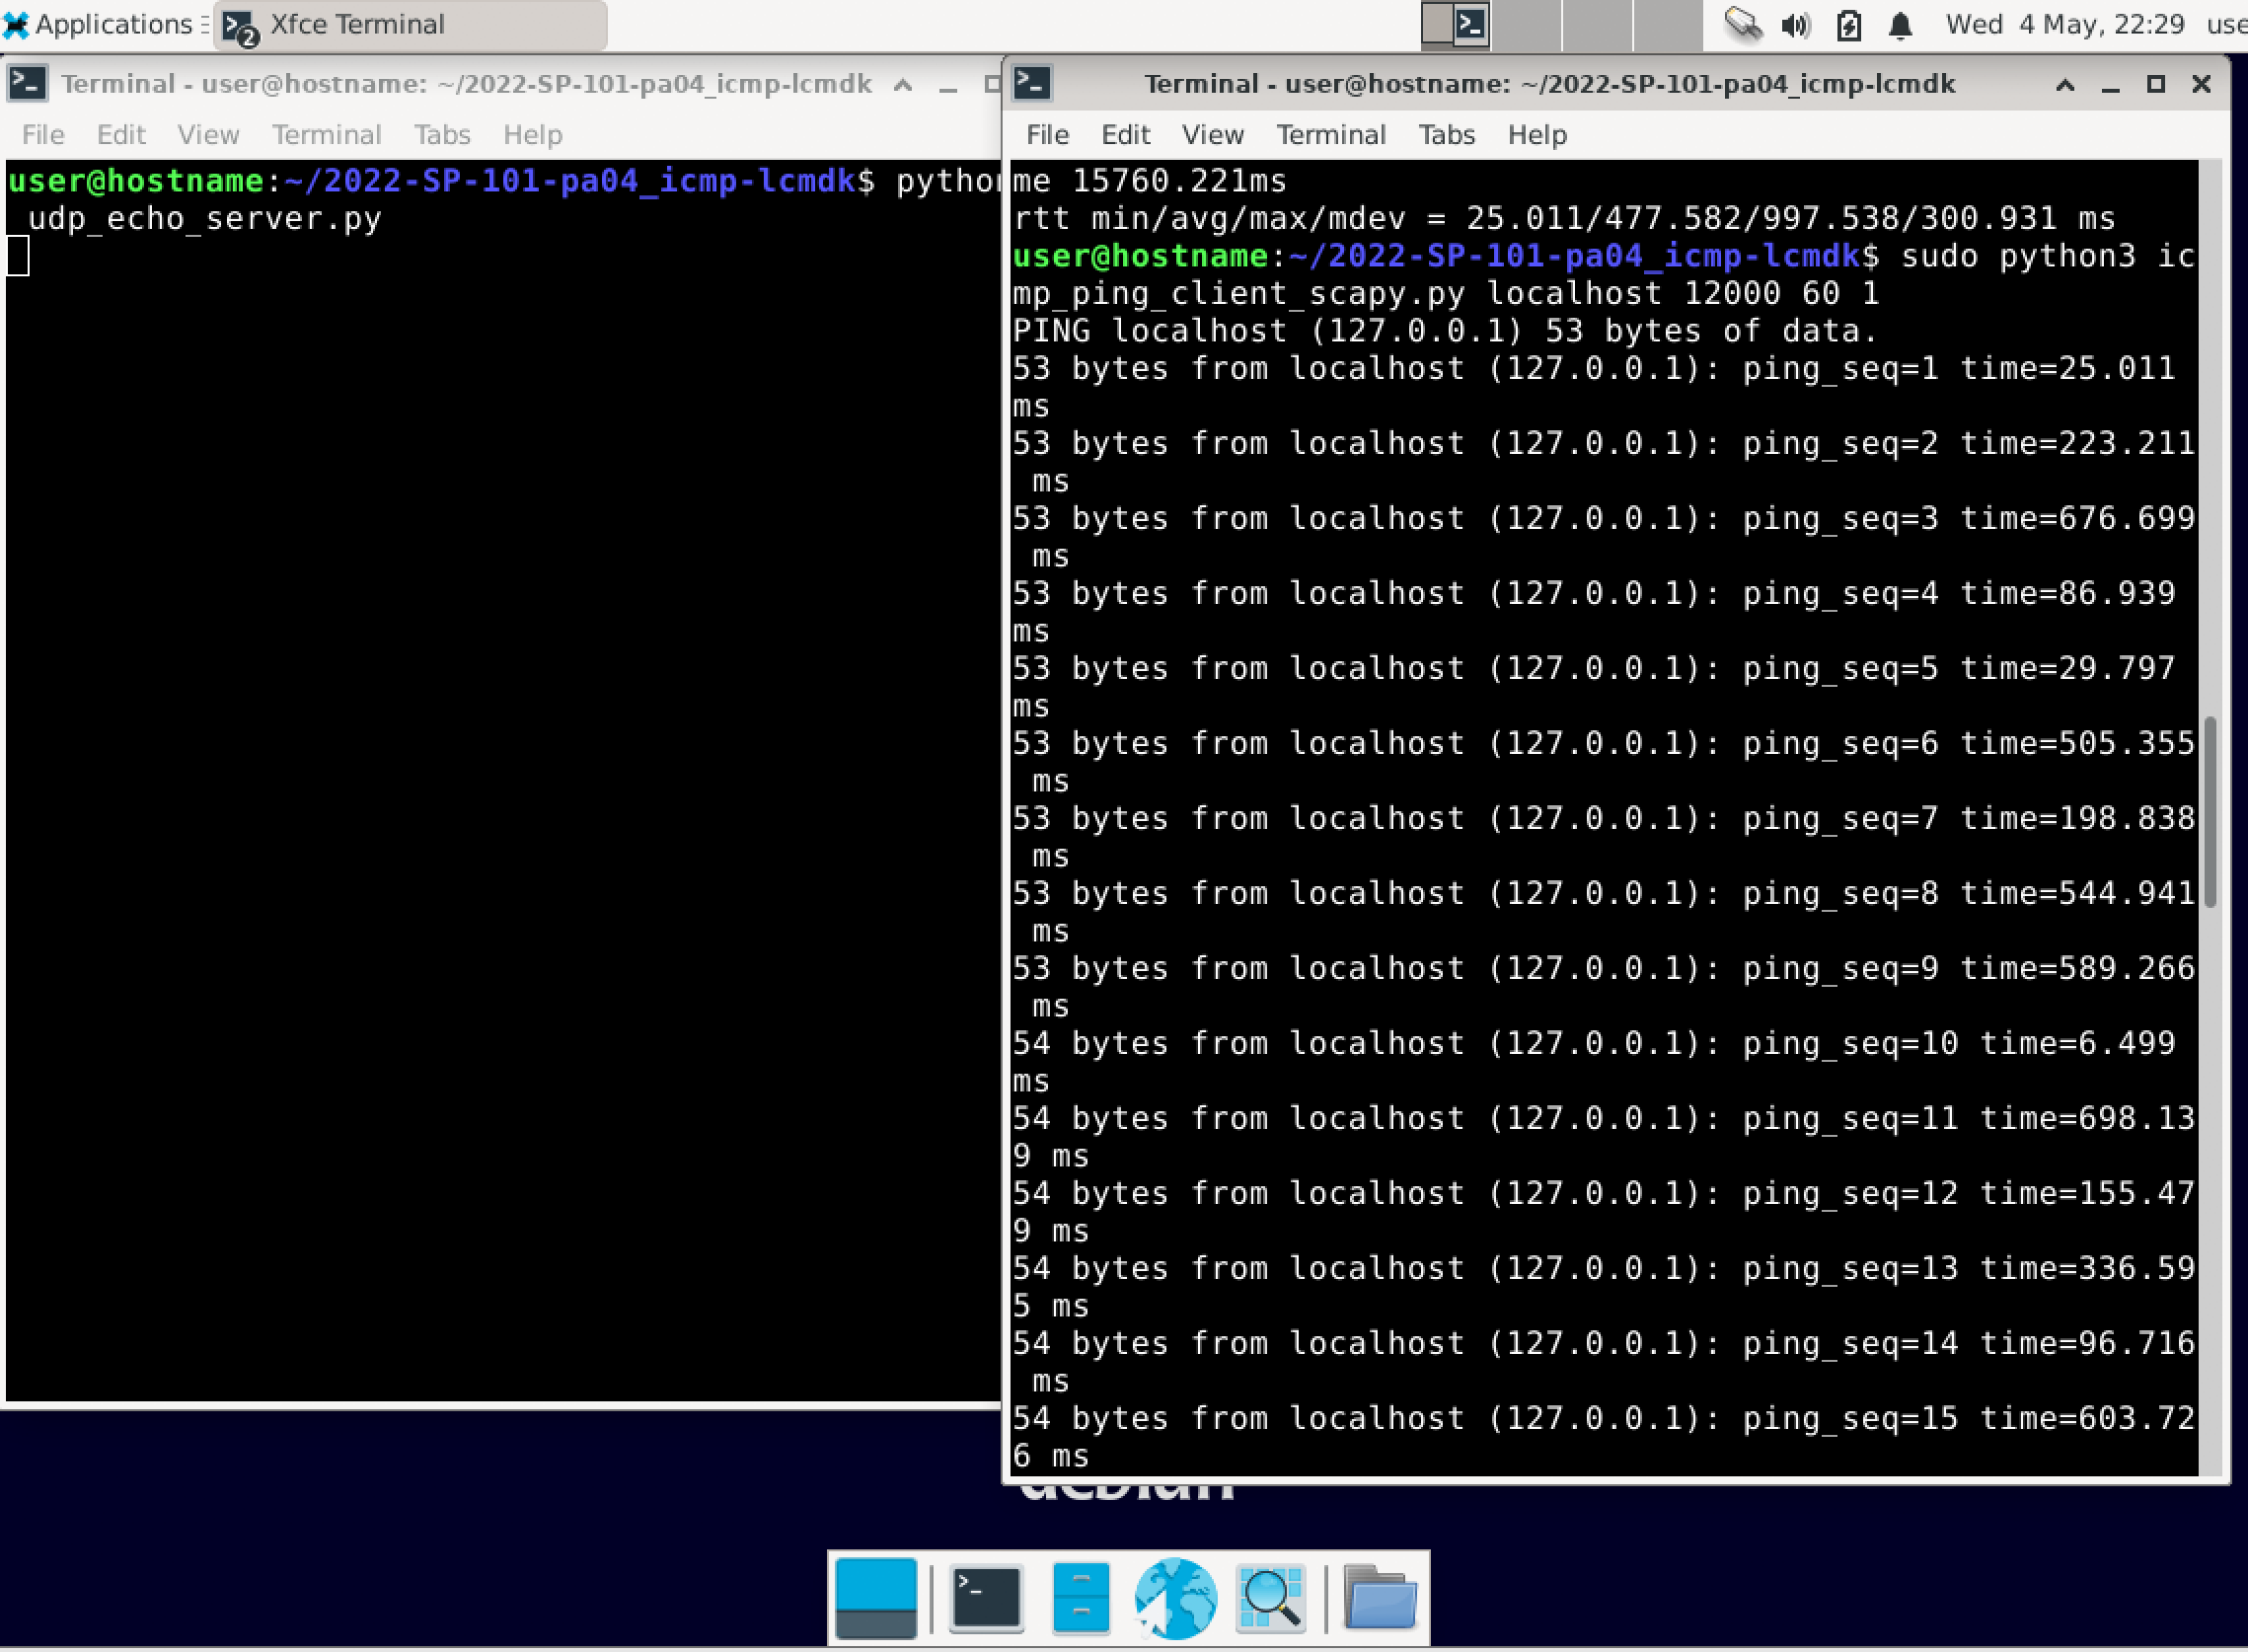 Applications
2
Xfce Terminal
Wed  4 May, 22:29
Terminal - user@hostname: ~/2022-SP-101-pa04_icmp-lcmdk
File Edit View Terminal Tabs Help
user@hostname:~/2022-SP-101-pa04_icmp-lcmdk$
 udp_echo_server.py
Terminal - user@hostname: ~/2022-SP-101-pa04_icmp-lcmdk
File Edit View Terminal Tabs Help
me 15760.221ms
rtt min/avg/max/mdev = 25.011/477.582/997.538/300.931 ms
user@hostname:~/2022-SP-101-pa04_icmp-lcmdk$ sudo python3 ic
mp_ping_client_scapy.py localhost 12000 60 1
PING localhost (127.0.0.1) 53 bytes of data.
53 bytes from localhost (127.0.0.1): ping_seq=1 time=25.011
ms
53 bytes from localhost (127.0.0.1): ping_seq=2 time=223.211
 ms
53 bytes from localhost (127.0.0.1): ping_seq=3 time=676.699
 ms
53 bytes from localhost (127.0.0.1): ping_seq=4 time=86.939
ms
53 bytes from localhost (127.0.0.1): ping_seq=5 time=29.797
ms
53 bytes from localhost (127.0.0.1): ping_seq=6 time=505.355
 ms
53 bytes from localhost (127.0.0.1): ping_seq=7 time=198.838
 ms
53 bytes from localhost (127.0.0.1): ping_seq=8 time=544.941
 ms
53 bytes from localhost (127.0.0.1): ping_seq=9 time=589.266
 ms
54 bytes from localhost (127.0.0.1): ping_seq=10 time=6.499
ms
54 bytes from localhost (127.0.0.1): ping_seq=11 time=698.13
9 ms
54 bytes from localhost (127.0.0.1): ping_seq=12 time=155.47
9 ms
54 bytes from localhost (127.0.0.1): ping_seq=13 time=336.59
5 ms
54 bytes from localhost (127.0.0.1): ping_seq=14 time=96.716
 ms
54 bytes from localhost (127.0.0.1): ping_seq=15 time=603.72
6 ms